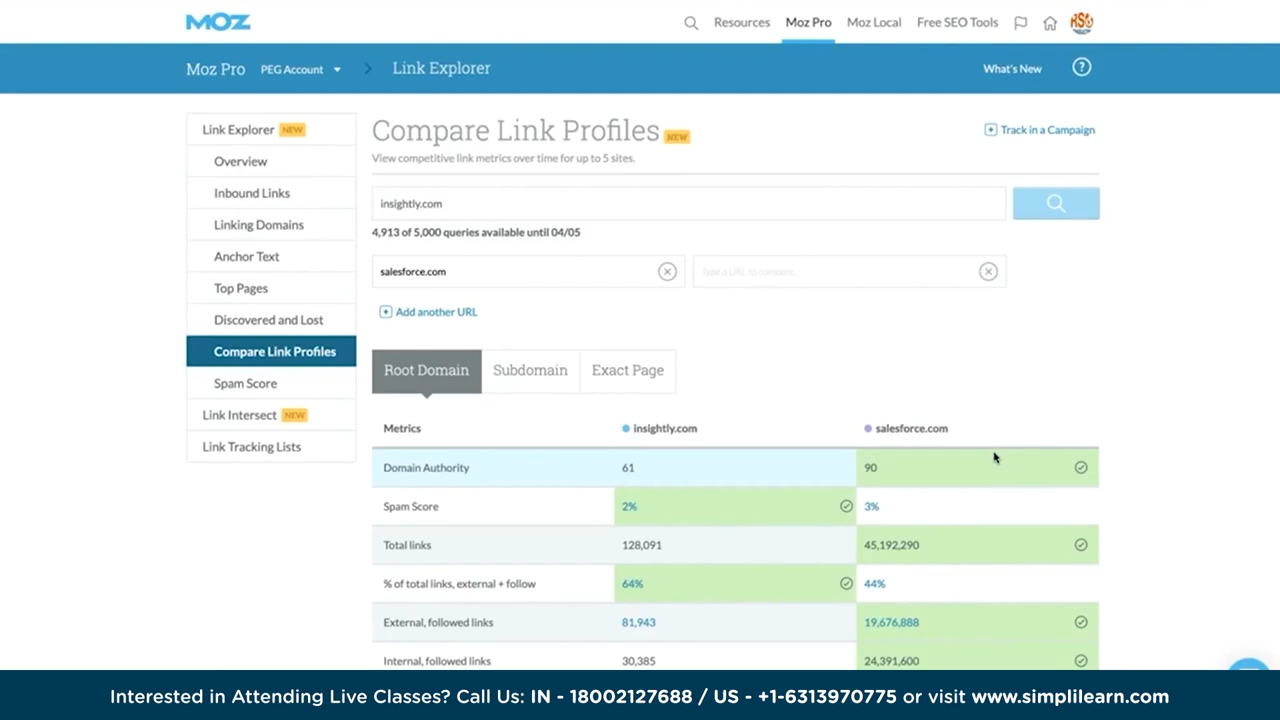 MOZ
Resources Moz Pro Moz Local Free SEO Tools
Moz Pro PEG Account Link Explorer What's New ?
Link Explorer NEW
Overview
Inbound Links
Linking Domains
Anchor Text
Top Pages
Discovered and Lost
Compare Link Profiles
Spam Score
Link Intersect NEW
Link Tracking Lists
Compare Link Profiles NEW
Track in a Campaign
View competitive link metrics over time for up to 5 sites.
insightly.com
4,913 of 5,000 queries available until 04/05
salesforce.com Type a URL to compare...
Add another URL
Root Domain Subdomain Exact Page
Metrics insightly.com salesforce.com
Domain Authority 61 90
Spam Score 2% 3%
Total links 128,091 45,192,290
% of total links, external + follow 64% 44%
External, followed links 81,943 19,676,888
Internal, followed links 30,385 24,391,600
Interested in Attending Live Classes? Call Us: IN - 18002127688 / US - +1-6313970775 or visit www.simplilearn.com